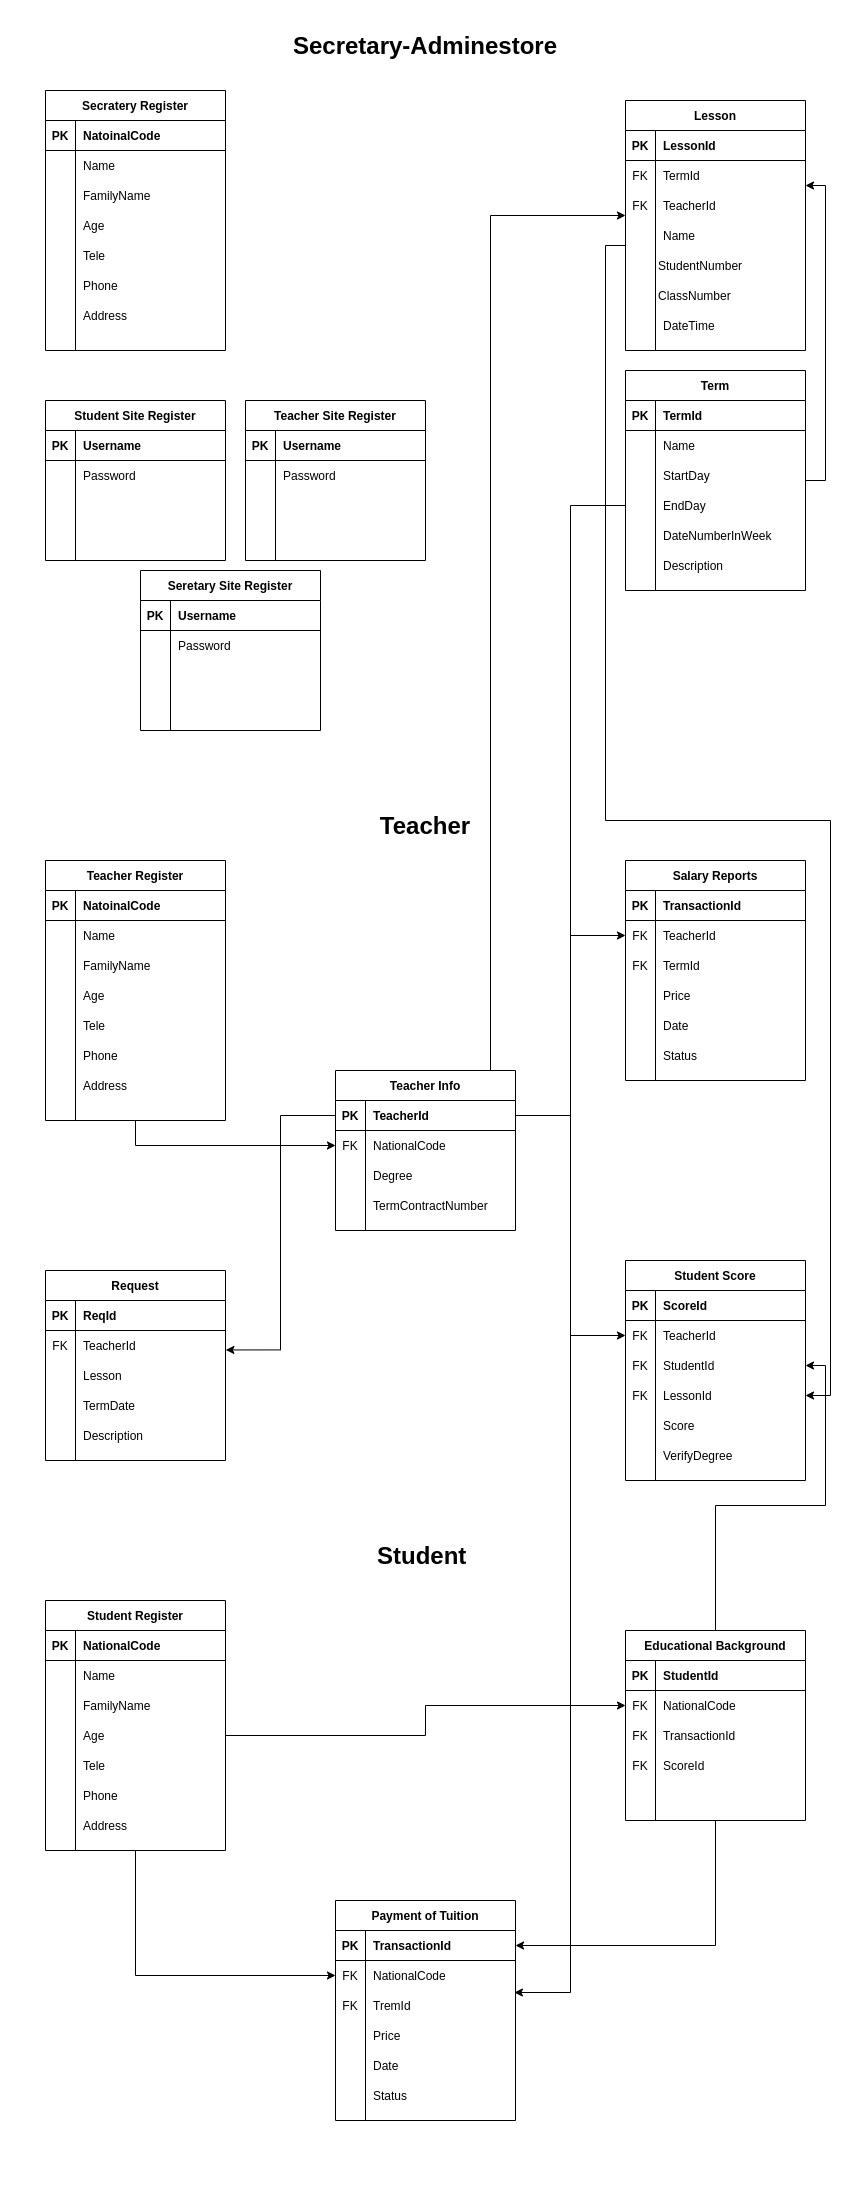 Secretary-Adminestore
Secratery Register
PK NatoinalCode
Name
FamilyName
Age
Tele
Phone
Address
Lesson
PK LessonId
FK TermId
FK TeacherId
Name
StudentNumber
ClassNumber
DateTime
Student Site Register
PK Username
Password
Teacher Site Register
PK Username
Password
Term
PK TermId
Name
StartDay
EndDay
DateNumberInWeek
Description
Seretary Site Register
PK Username
Password
Teacher
Teacher Register
PK NatoinalCode
Name
FamilyName
Age
Tele
Phone
Address
Salary Reports
PK TransactionId
FK TeacherId
FK TermId
Price
Date
Status
Teacher Info
PK TeacherId
FK NationalCode
Degree
TermContractNumber
Request
PK ReqId
FK TeacherId
Lesson
TermDate
Description
Student Score
PK ScoreId
FK TeacherId
FK StudentId
FK LessonId
Score
VerifyDegree
Student
Student Register
PK NationalCode
Name
FamilyName
Age
Tele
Phone
Address
Educational Background
PK StudentId
FK NationalCode
FK TransactionId
FK ScoreId
Payment of Tuition
PK TransactionId
FK NationalCode
FK TremId
Price
Date
Status